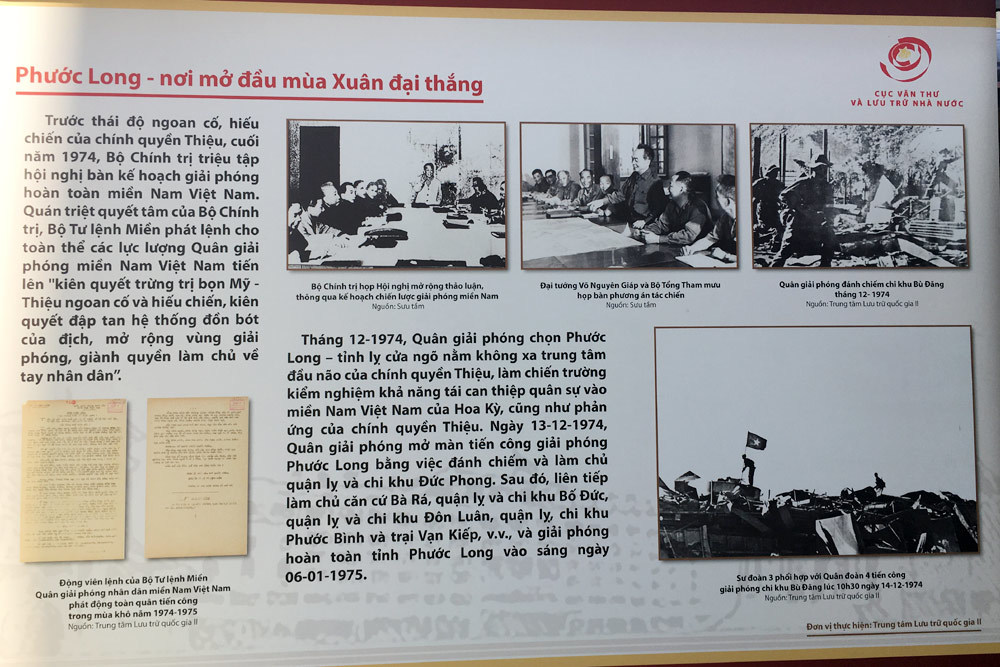 Phước Long - nơi mở đầu mùa Xuân đại thắng
CỤC VĂN THƯ
VÀ LƯU TRỮ NHÀ NƯỚC
Trước thái độ ngoan cố, hiếu
chiến của chính quyền Thiệu, cuối
năm 1974, Bộ Chính trị triệu tập
hội nghị bàn kế hoạch giải phóng
hoàn toàn miền Nam Việt Nam.
Quán triệt quyết tâm của Bộ Chính
trị, Bộ Tư lệnh Miền phát lệnh cho
toàn thể các lực lượng Quân giải
phóng miền Nam Việt Nam tiến
lên "kiên quyết trừng trị bọn Mỹ -
Thiệu ngoan cố và hiếu chiến, kiên
quyết đập tan hệ thống đồn bót
của địch, mở rộng vùng giải
phóng, giành quyền làm chủ về
tay nhân dân”.
Động viên lệnh của Bộ Tư lệnh Miền
Quân giải phóng nhân dân miền Nam Việt Nam
phát động toàn quân tiến công
trong mùa khô năm 1974-1975
Nguồn: Trung tâm Lưu trữ quốc gia II
Bộ Chính trị họp Hội nghị mở rộng thảo luận,
thông qua kế hoạch chiến lược giải phóng miền Nam
Nguồn: Sưu tầm
Đại tướng Võ Nguyên Giáp và Bộ Tổng Tham mưu
họp bàn phương án tác chiến
Nguồn: Sưu tầm
Quân giải phóng đánh chiếm chi khu Bù Đăng
tháng 12- 1974
Nguồn: Trung tâm Lưu trữ quốc gia II
Tháng 12-1974, Quân giải phóng chọn Phước
Long – tỉnh lỵ cửa ngõ nằm không xa trung tâm
đầu não của chính quyền Thiệu, làm chiến trường
kiểm nghiệm khả năng tái can thiệp quân sự vào
miền Nam Việt Nam của Hoa Kỳ, cũng như phản
ứng của chính quyền Thiệu. Ngày 13-12-1974,
Quân giải phóng mở màn tiến công giải phóng
Phước Long bằng việc đánh chiếm và làm chủ
quận lỵ và chi khu Đức Phong. Sau đó, liên tiếp
làm chủ căn cứ Bà Rá, quận lỵ và chi khu Bố Đức,
quận lỵ và chi khu Đôn Luân, quận lỵ, chi khu
Phước Bình và trại Vạn Kiếp, v.v., và giải phóng
hoàn toàn tỉnh Phước Long vào sáng ngày
06-01-1975.
Sư đoàn 3 phối hợp với Quân đoàn 4 tiến công
giải phóng chi khu Bù Đăng lúc 10h30 ngày 14-12-1974
Nguồn: Trung tâm Lưu trữ quốc gia II
Đơn vị thực hiện: Trung tâm Lưu trữ quốc gia II